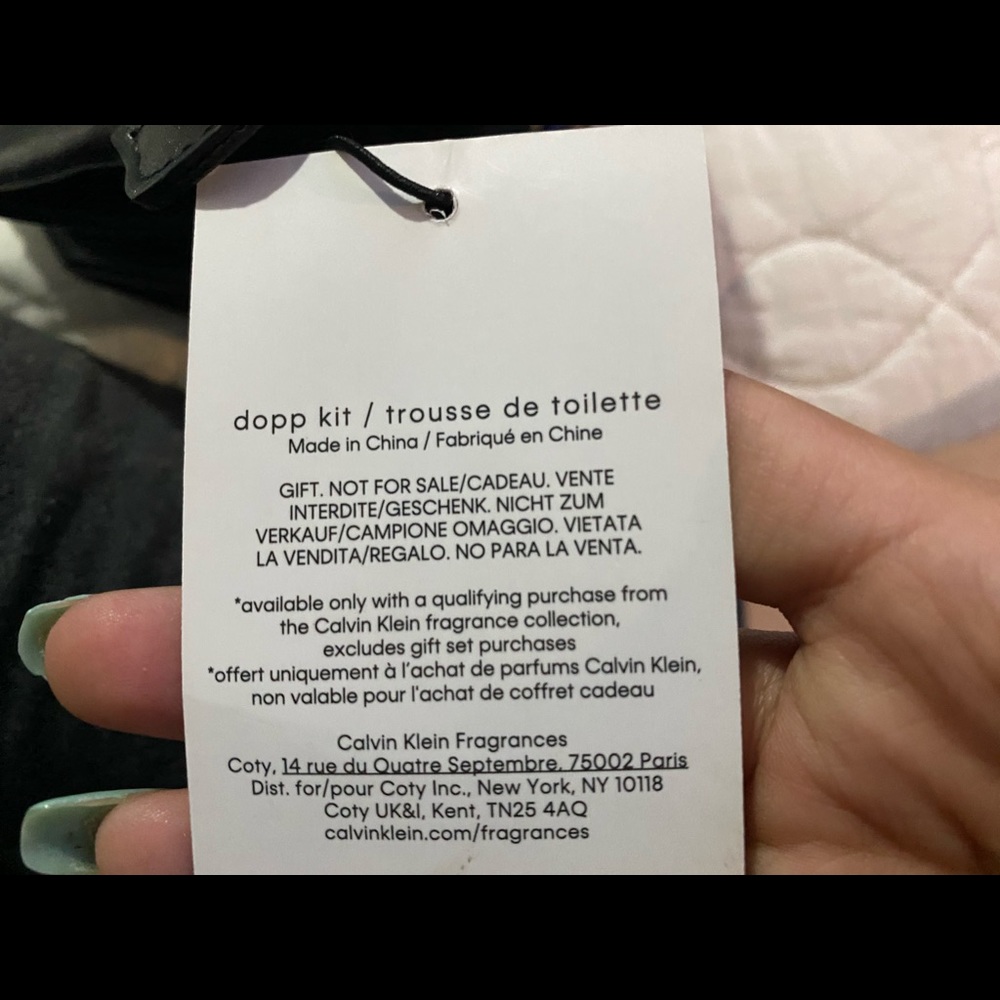 dopp kit / trousse de toilette
Made in China / Fabriqué en Chine
GIFT. NOT FOR SALE/CADEAU. VENTE
INTERDITE/GESCHENK. NICHT ZUM
VERKAUF/CAMPIONE OMAGGIO. VIETATA
LA VENDITA/REGALO. NO PARA LA VENTA.
*available only with a qualifying purchase from
the Calvin Klein fragrance collection,
excludes gift set purchases
*offert uniquement à l'achat de parfums Calvin Klein,
non valable pour l'achat de coffret cadeau
Calvin Klein Fragrances
Coty, 14 rue du Quatre Septembre, 75002 Paris
Dist. for/pour Coty Inc., New York, NY 10118
Coty UK&I, Kent, TN25 4AQ
calvinklein.com/fragrances